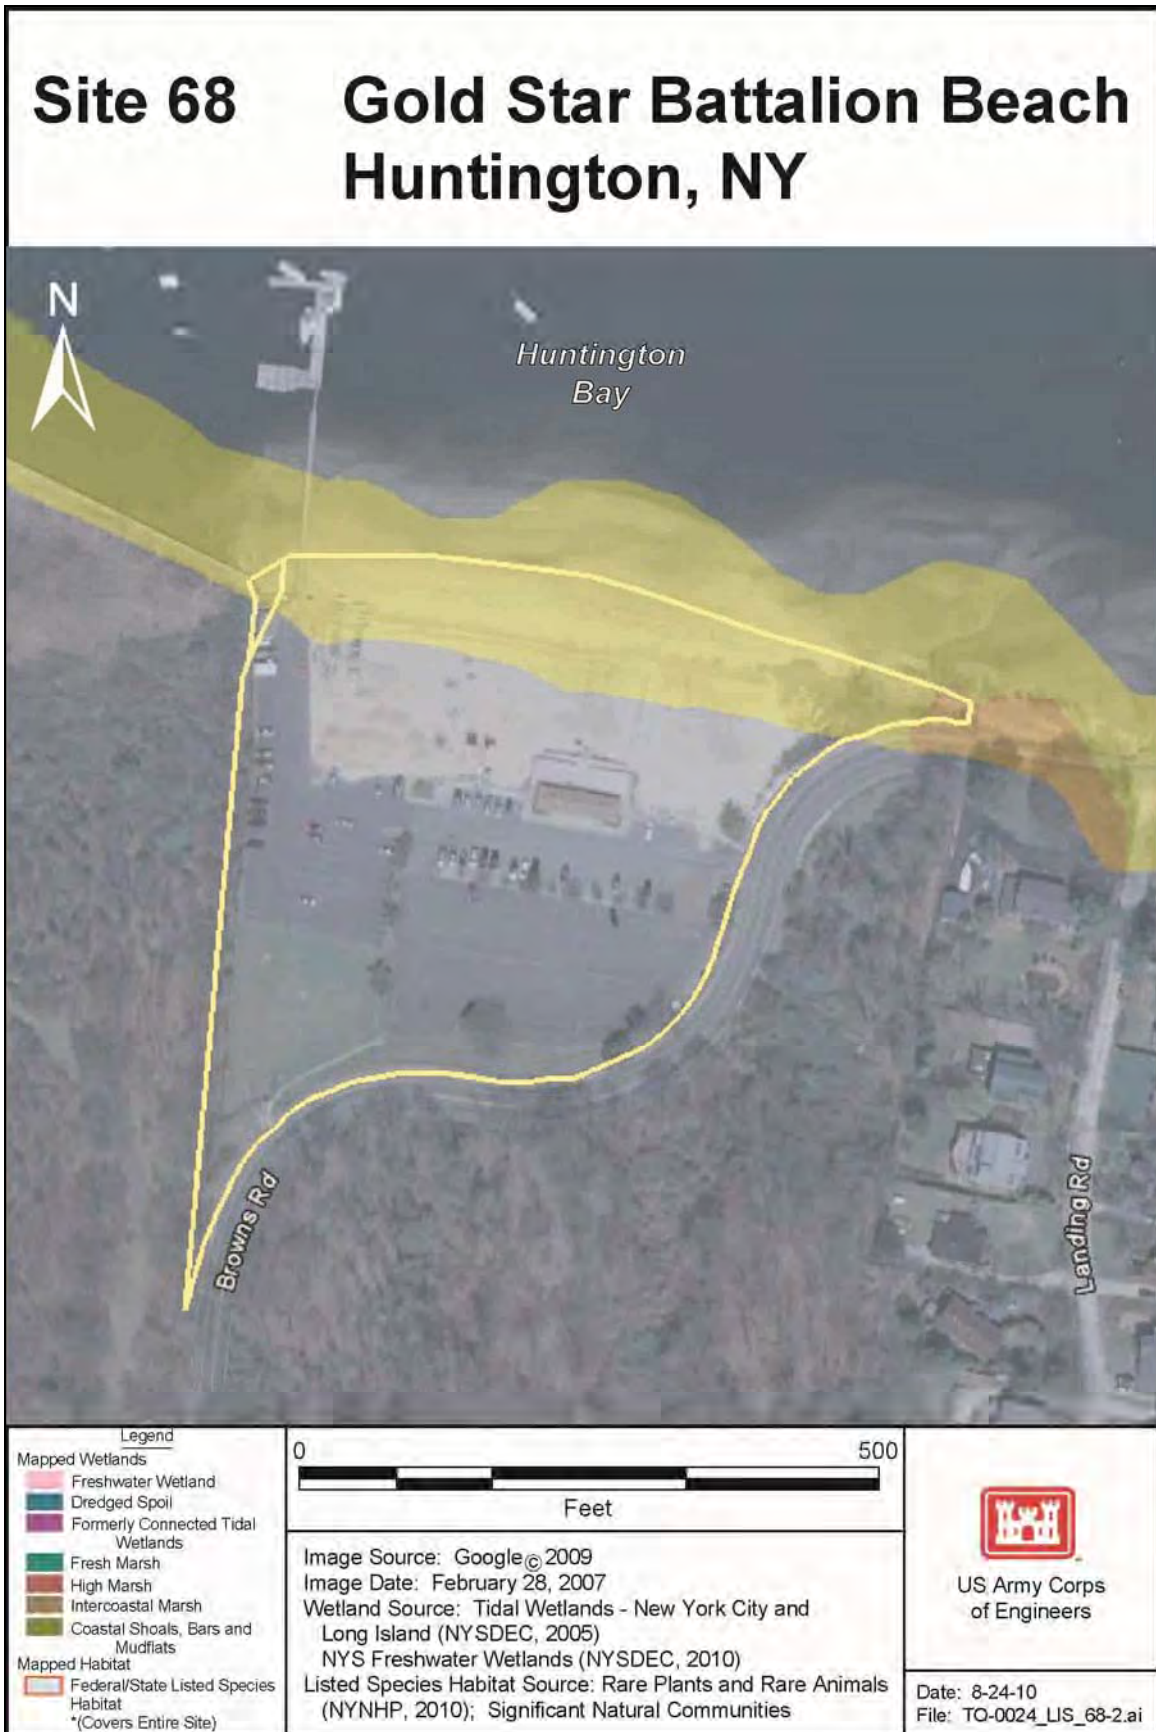 Site 68
Gold Star Battalion Beach
Huntington, NY
N
Huntington
Bay
Browns Rd
Landing Rd
Legend
Mapped Wetlands
Freshwater Wetland
Dredged Spoil
Formerly Connected Tidal
Wetlands
Fresh Marsh
High Marsh
Intercoastal Marsh
Coastal Shoals, Bars and
Mudflats
Mapped Habitat
Federal/State Listed Species
Habitat
*(Covers Entire Site)
0 500
Feet
Image Source: Google © 2009
Image Date: February 28, 2007
Wetland Source: Tidal Wetlands - New York City and
Long Island (NYSDEC, 2005)
NYS Freshwater Wetlands (NYSDEC, 2010)
Listed Species Habitat Source: Rare Plants and Rare Animals
(NYNHP, 2010); Significant Natural Communities
US Army Corps
of Engineers
Date: 8-24-10
File: TO-0024_LIS_68-2.ai